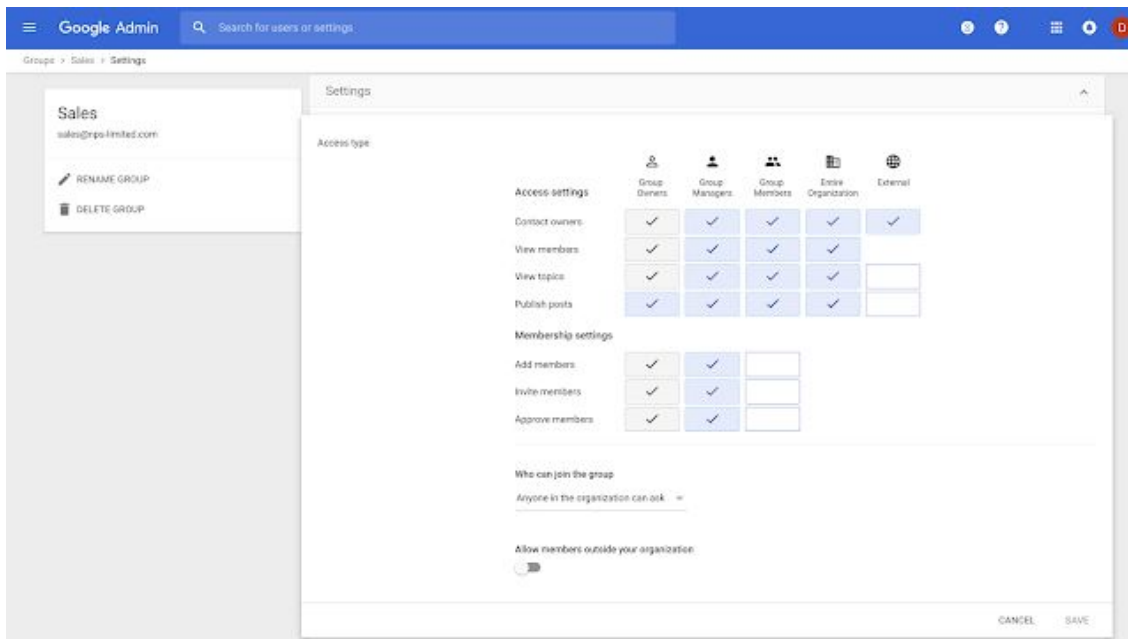 Google Admin
Search for users or settings
D
Groups > Sales > Settings
Settings
Sales
sales@nps-limited.com
Access type
RENAME GROUP
DELETE GROUP
Access settings
Group Owners
Group Managers
Group Members
Entire Organization
External
Contact owners
View members
View topics
Publish posts
Membership settings
Add members
Invite members
Approve members
Who can join the group
Anyone in the organization can ask
Allow members outside your organization
CANCEL SAVE